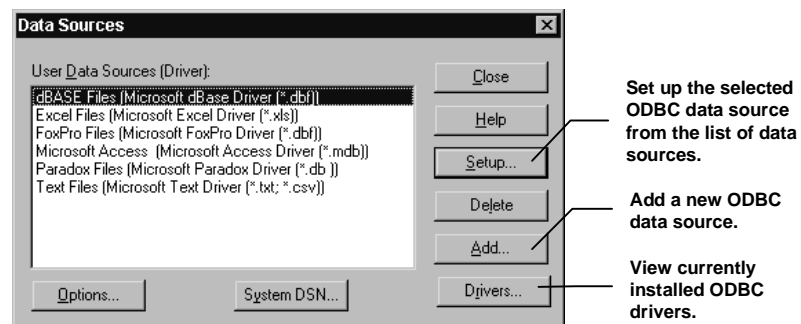 Data Sources
User Data Sources (Driver):
dBASE Files (Microsoft dBase Driver (*.dbf))
Excel Files (Microsoft Excel Driver (*.xls))
FoxPro Files (Microsoft FoxPro Driver (*.dbf))
Microsoft Access (Microsoft Access Driver (*.mdb))
Paradox Files (Microsoft Paradox Driver (*.db ))
Text Files (Microsoft Text Driver (*.txt; *.csv))
Close
Help
Setup...
Delete
Add...
Options...
System DSN...
Drivers...
Set up the selected
ODBC data source
from the list of data
sources.
Add a new ODBC
data source.
View currently
installed ODBC
drivers.